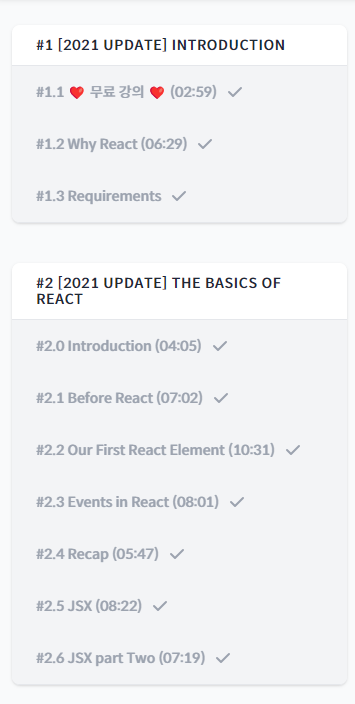 #1 [2021 UPDATE] INTRODUCTION
#1.1 ❤️ 무료 강의 ❤️ (02:59) ✓
#1.2 Why React (06:29) ✓
#1.3 Requirements ✓
#2 [2021 UPDATE] THE BASICS OF
REACT
#2.0 Introduction (04:05) ✓
#2.1 Before React (07:02) ✓
#2.2 Our First React Element (10:31) ✓
#2.3 Events in React (08:01) ✓
#2.4 Recap (05:47) ✓
#2.5 JSX (08:22) ✓
#2.6 JSX part Two (07:19) ✓